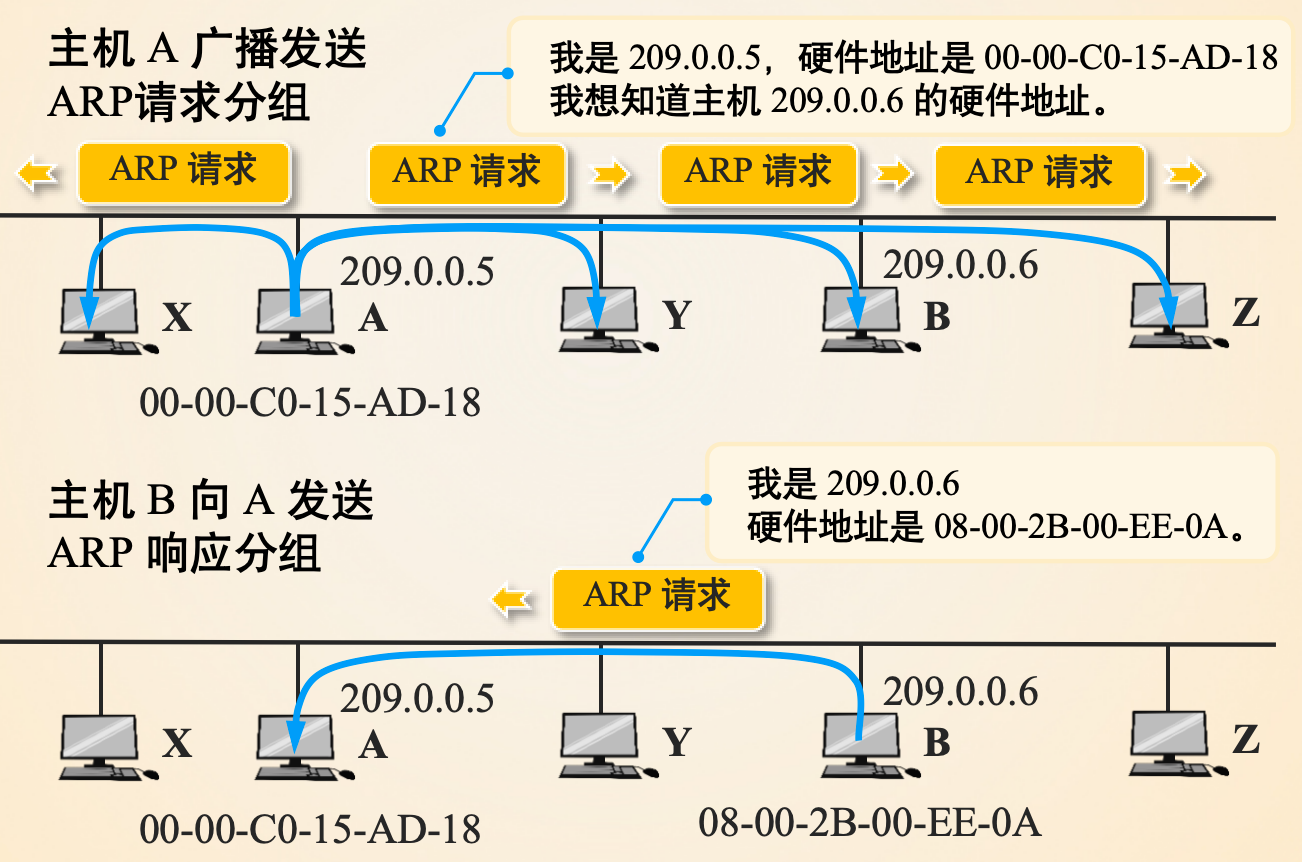 主机 A 广播发送
ARP请求分组
我是 209.0.0.5，硬件地址是 00-00-C0-15-AD-18
我想知道主机 209.0.0.6 的硬件地址。
ARP 请求
ARP 请求
ARP 请求
ARP 请求
209.0.0.5
209.0.0.6
X
A
Y
B
Z
00-00-C0-15-AD-18
主机 B 向 A 发送
ARP 响应分组
我是 209.0.0.6
硬件地址是 08-00-2B-00-EE-0A。
ARP 请求
209.0.0.5
209.0.0.6
X
A
Y
B
Z
00-00-C0-15-AD-18
08-00-2B-00-EE-0A